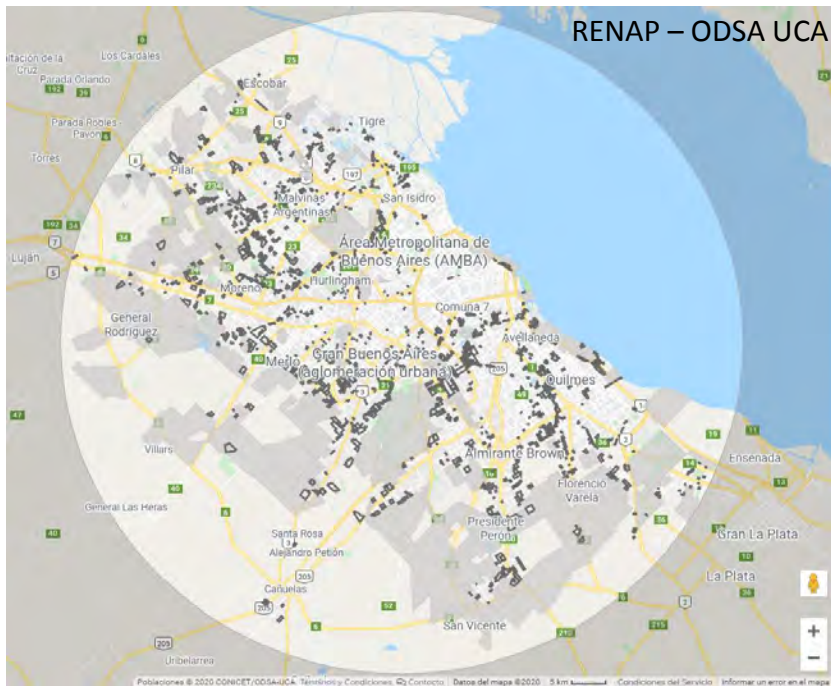 RENAP – ODSA UCA
Los Cardales
Escobar
Parada Orlando
Parada Robles -
Pavón
Tigre
Torres
Pilar
San Isidro
Malvinas
Argentinas
Área Metropolitana de
Buenos Aires (AMBA)
Luján
Moreno
Hurlingham
Comuna 7
General
Rodríguez
Avellaneda
Merlo
Gran Buenos Aires
(aglomeración urbana)
Quilmes
Villars
Almirante Brown
Ensenada
Florencio
Varela
General Las Heras
Presidente
Perón
Santa Rosa
Gran La Plata
Alejandro Petión
La Plata
Cañuelas
San Vicente
Uribelarrea
Poblaciones © 2020 CONICET/ODSA-UCA. Términos y Condiciones. Contacto
Datos del mapa ©2020
5 km
Condiciones del Servicio
Informar un error en el mapa